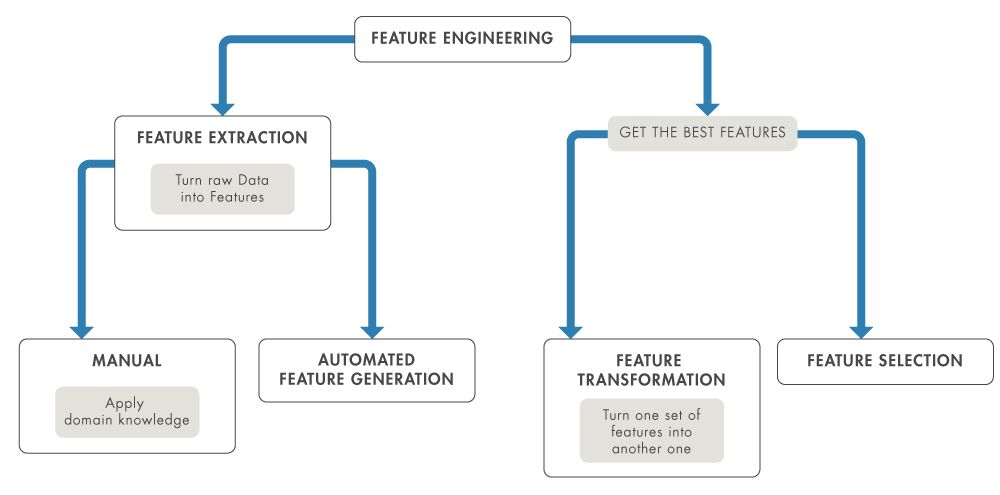 FEATURE ENGINEERING
FEATURE EXTRACTION
Turn raw Data
into Features
GET THE BEST FEATURES
MANUAL
Apply
domain knowledge
AUTOMATED
FEATURE GENERATION
FEATURE
TRANSFORMATION
Turn one set of
features into
another one
FEATURE SELECTION